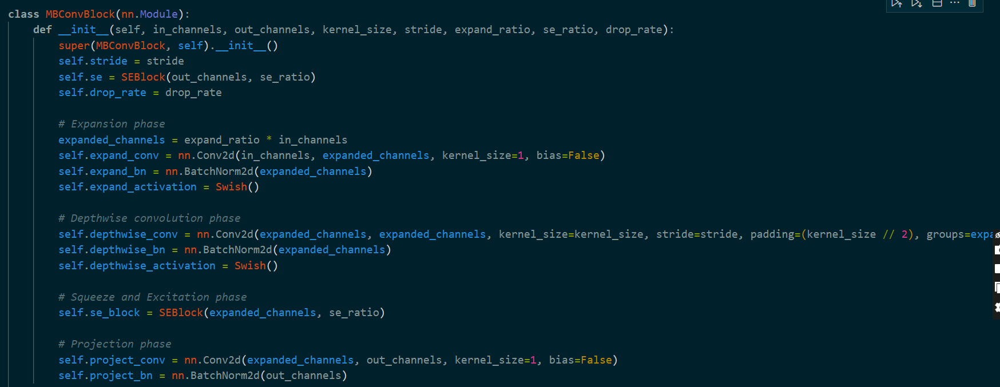 class MBConvBlock(nn.Module):
    def __init__(self, in_channels, out_channels, kernel_size, stride, expand_ratio, se_ratio, drop_rate):
        super(MBConvBlock, self).__init__()
        self.stride = stride
        self.se = SEBlock(out_channels, se_ratio)
        self.drop_rate = drop_rate

        # Expansion phase
        expanded_channels = expand_ratio * in_channels
        self.expand_conv = nn.Conv2d(in_channels, expanded_channels, kernel_size=1, bias=False)
        self.expand_bn = nn.BatchNorm2d(expanded_channels)
        self.expand_activation = Swish()

        # Depthwise convolution phase
        self.depthwise_conv = nn.Conv2d(expanded_channels, expanded_channels, kernel_size=kernel_size, stride=stride, padding=(kernel_size // 2), groups=expa
        self.depthwise_bn = nn.BatchNorm2d(expanded_channels)
        self.depthwise_activation = Swish()

        # Squeeze and Excitation phase
        self.se_block = SEBlock(expanded_channels, se_ratio)

        # Projection phase
        self.project_conv = nn.Conv2d(expanded_channels, out_channels, kernel_size=1, bias=False)
        self.project_bn = nn.BatchNorm2d(out_channels)